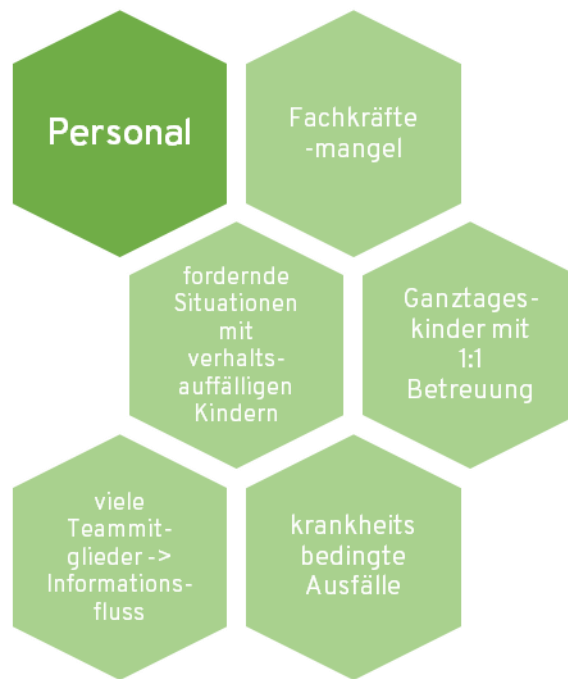 Personal
Fachkräfte
-mangel
fordernde
Situationen
mit
verhalts-
auffälligen
Kindern
Ganztages-
kinder mit
1:1
Betreuung
viele
Teammit-
glieder ->
Informations-
fluss
krankheits
bedingte
Ausfälle